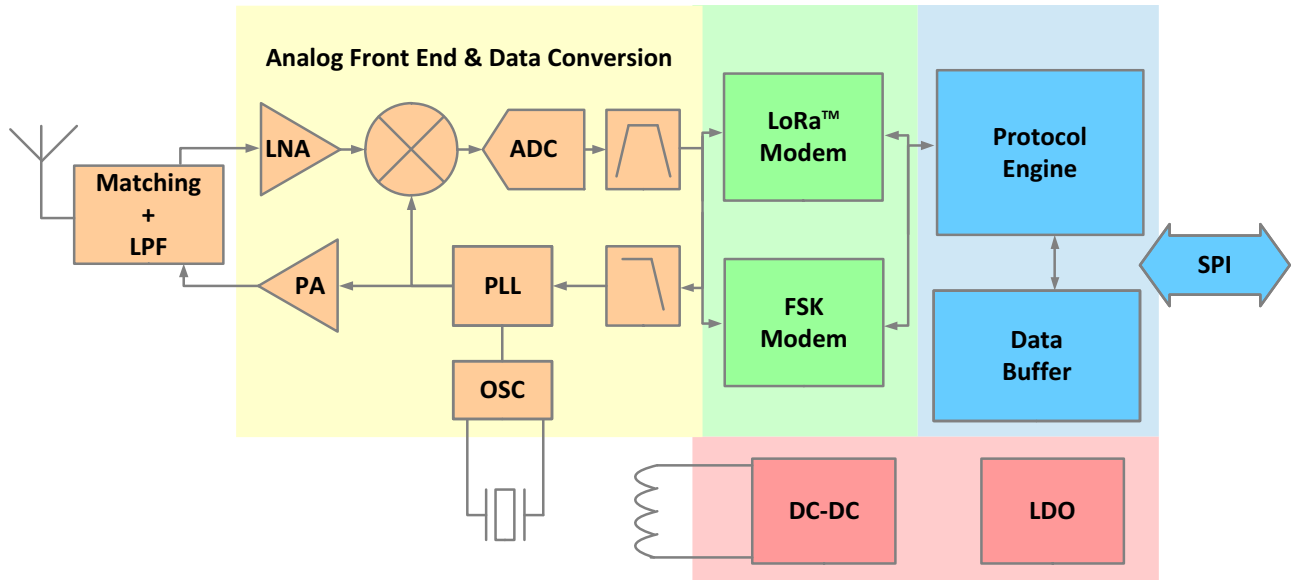 Analog Front End & Data Conversion
LNA
ADC
LoRa™
Modem
Protocol
Engine
Matching
+
LPF
PA
PLL
FSK
Modem
SPI
Data
Buffer
OSC
DC-DC
LDO